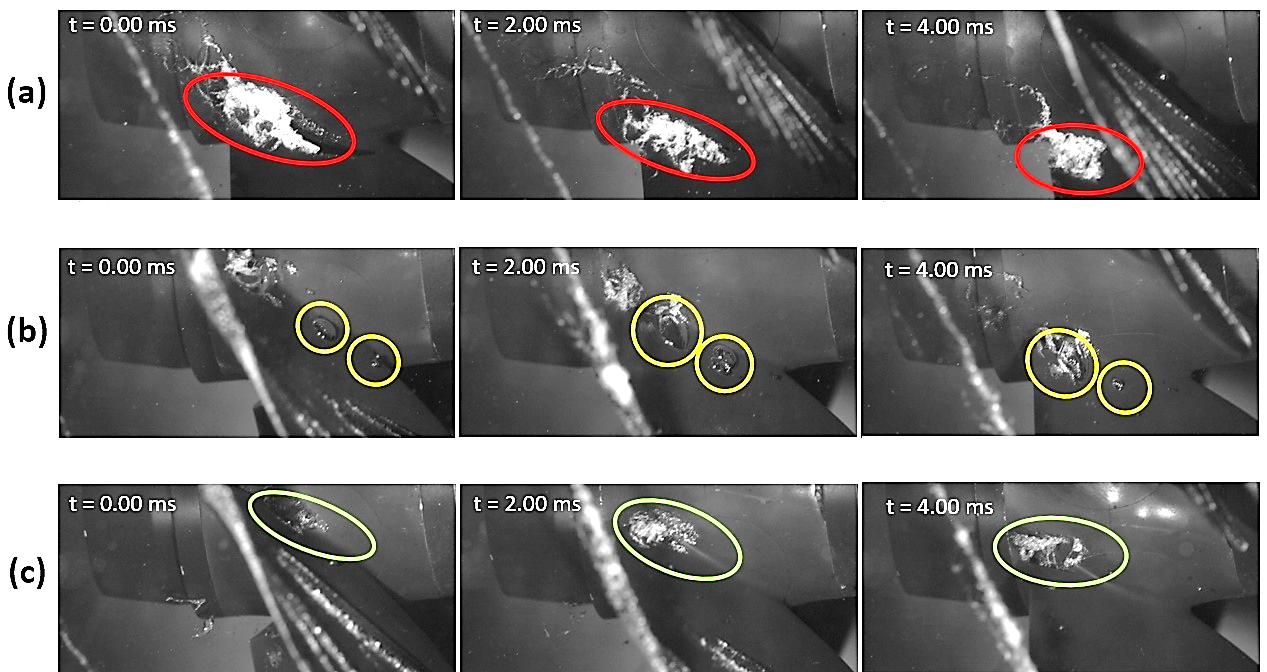 (a)
t = 0.00 ms
t = 2.00 ms
t = 4.00 ms
(b)
t = 0.00 ms
t = 2.00 ms
t = 4.00 ms
(c)
t = 0.00 ms
t = 2.00 ms
t = 4.00 ms